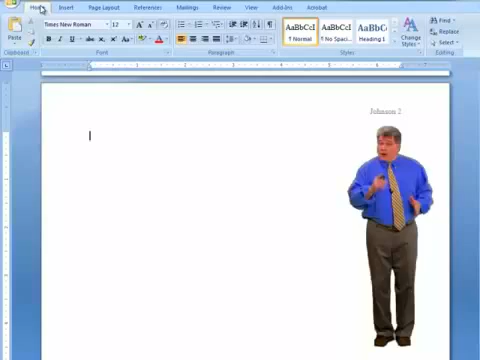 Home Insert Page Layout References Mailings Review View Add-Ins Acrobat
Times New Roman 12
Paste
B I U abc
AaBbCcI AaBbCcI AaBbC
¶ Normal ¶ No Spaci... Heading 1
Change Styles
Find
Replace
Select
Clipboard Font Paragraph Styles Editing
Johnson 2